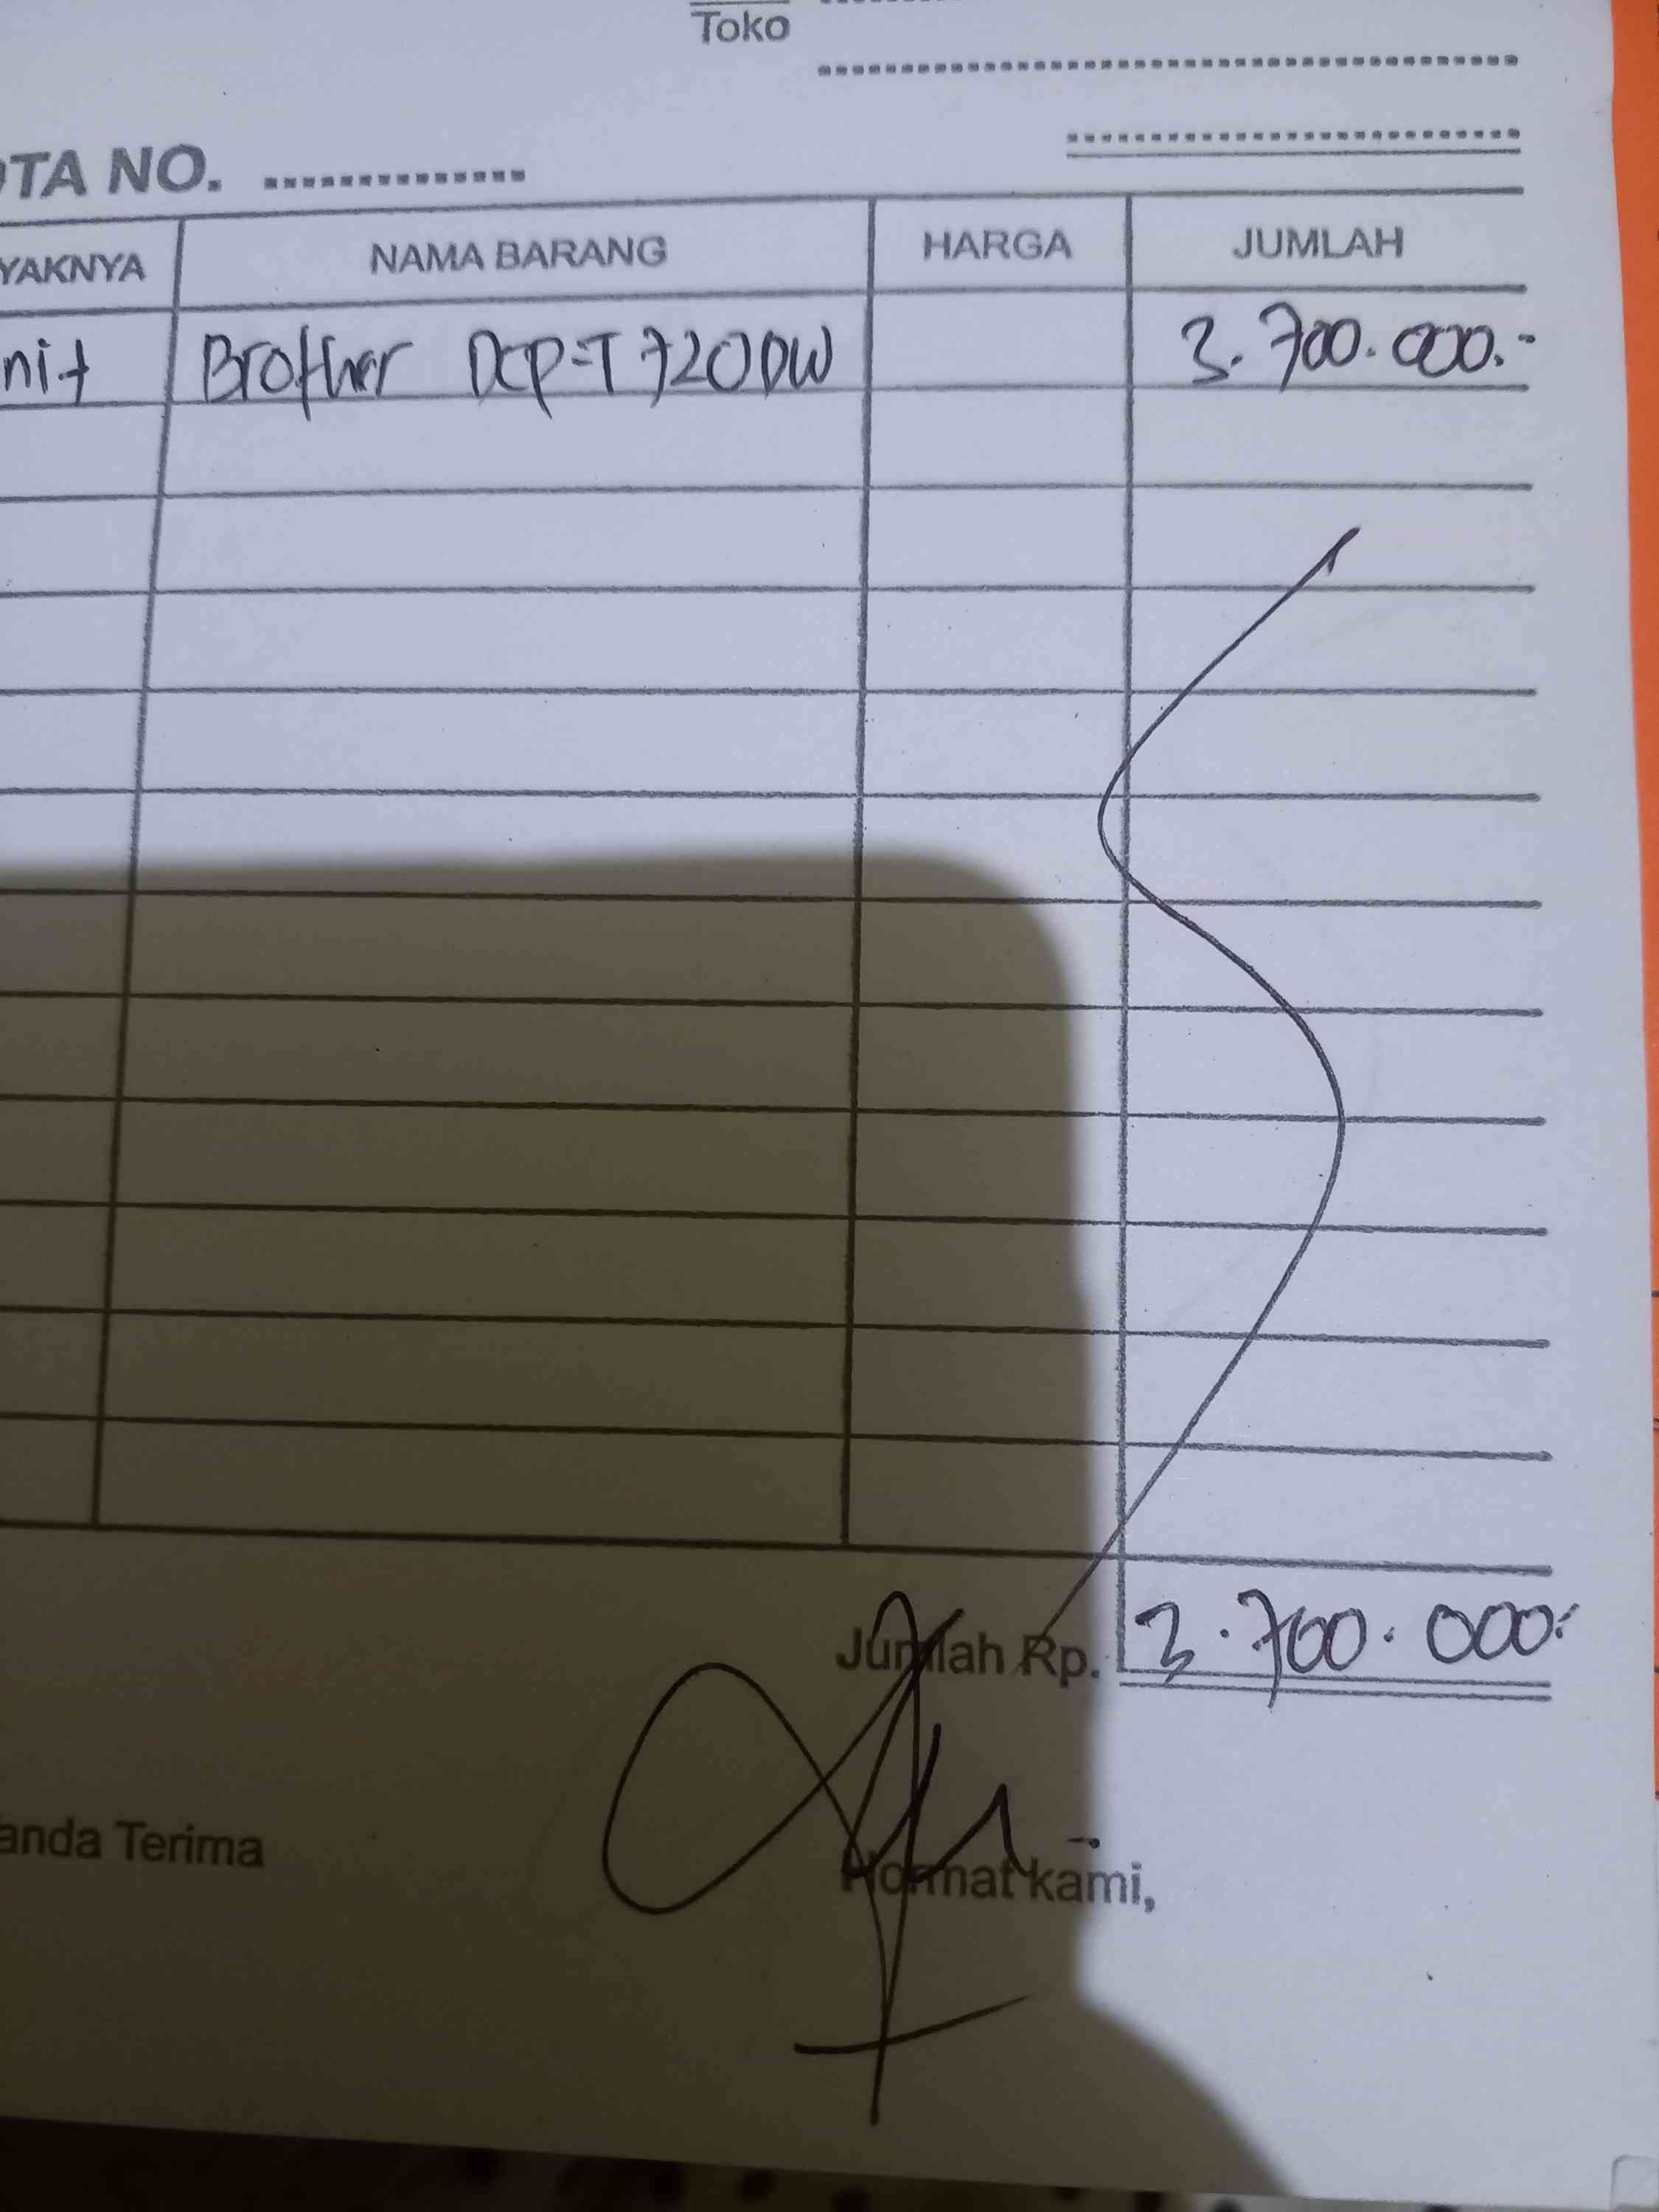 Toko
OTA NO. ...............
YAKNYA NAMA BARANG HARGA JUMLAH
nit Brother DCP-T720DW 3.700.000.-
Jumlah Rp. 3.700.000.-
anda Terima
Hormat kami,